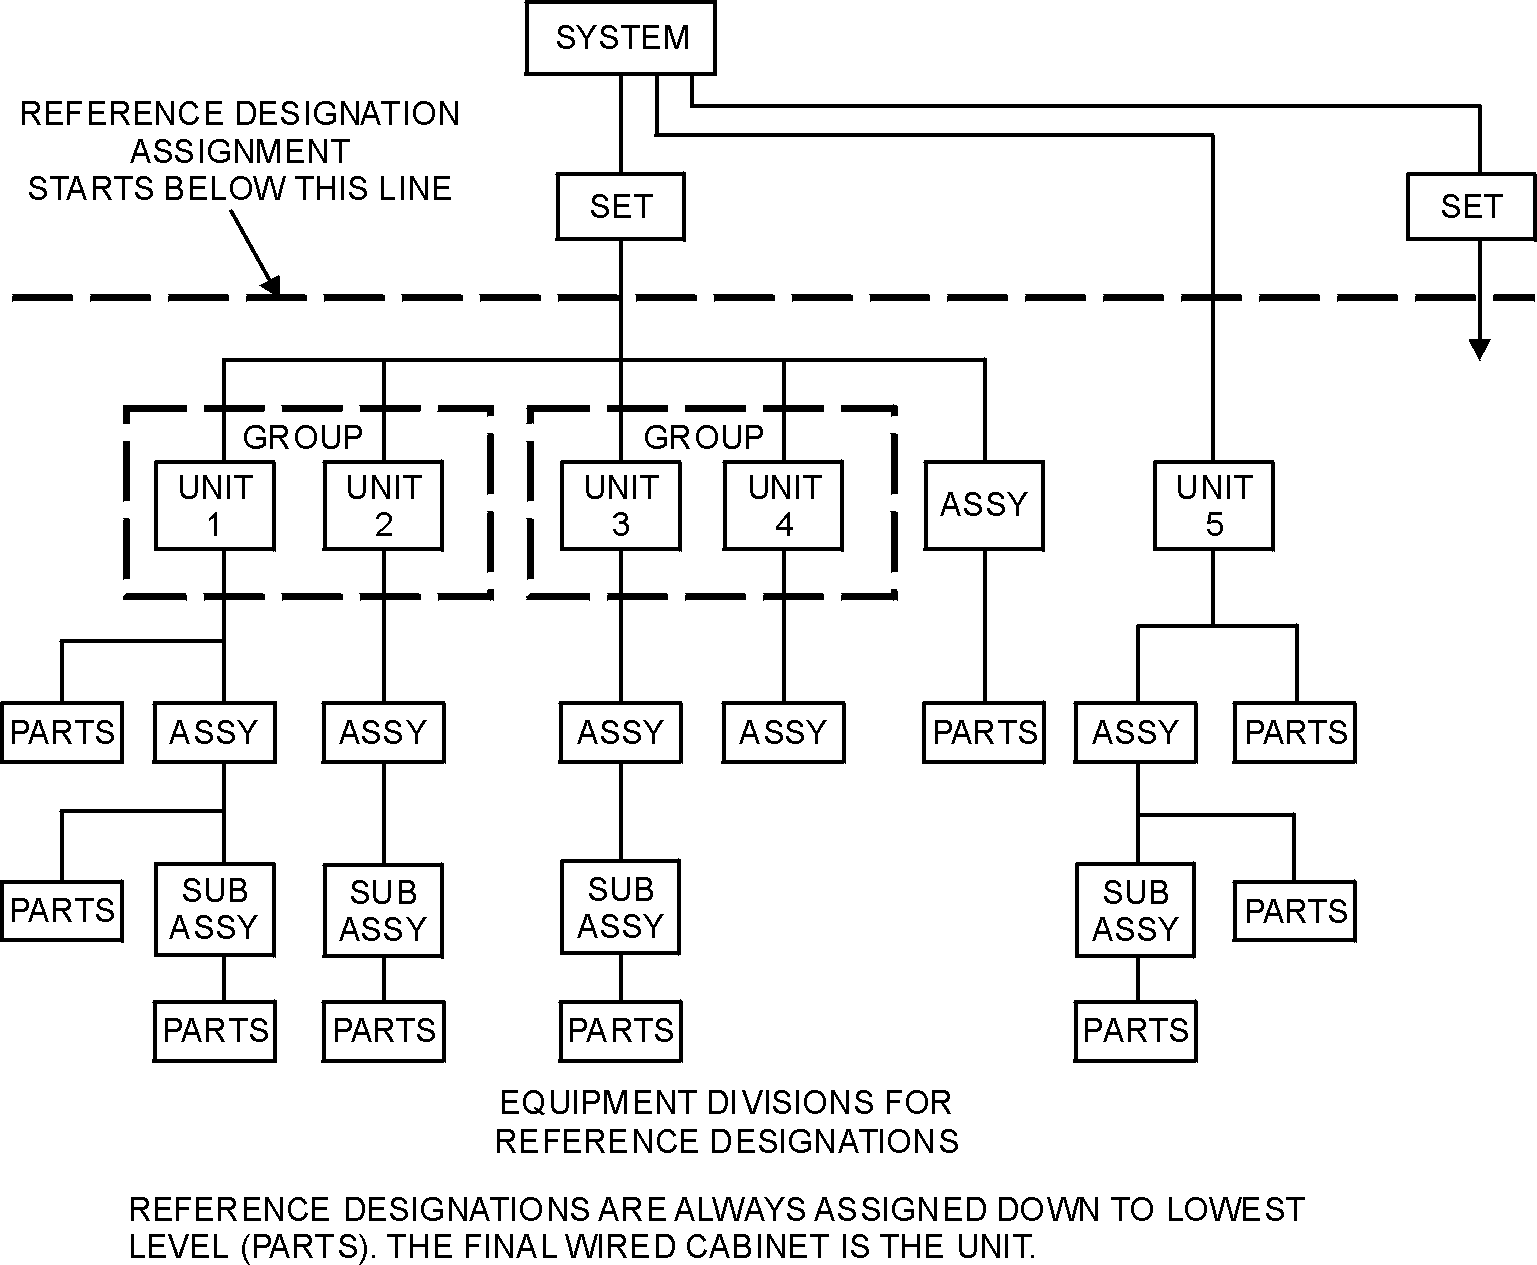 SYSTEM
REFERENCE DESIGNATION
ASSIGNMENT
STARTS BELOW THIS LINE
SET
SET
GROUP
GROUP
UNIT
1
UNIT
2
UNIT
3
UNIT
4
ASSY
UNIT
5
PARTS
ASSY
ASSY
ASSY
ASSY
PARTS
ASSY
PARTS
PARTS
SUB
ASSY
SUB
ASSY
SUB
ASSY
SUB
ASSY
PARTS
PARTS
PARTS
PARTS
PARTS
EQUIPMENT DIVISIONS FOR
REFERENCE DESIGNATIONS
REFERENCE DESIGNATIONS ARE ALWAYS ASSIGNED DOWN TO LOWEST
LEVEL (PARTS). THE FINAL WIRED CABINET IS THE UNIT.